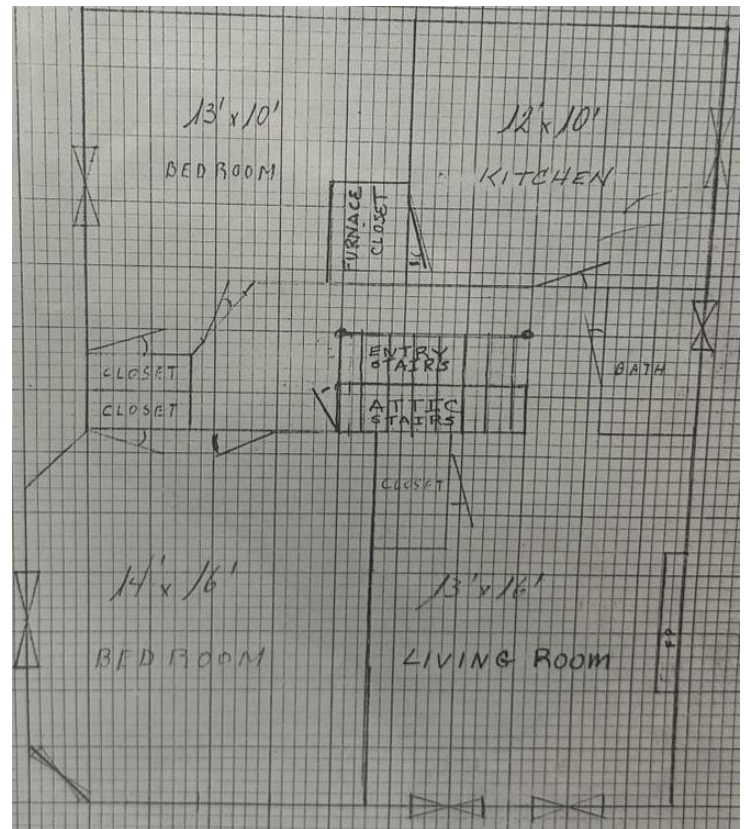 13' x 10'
BEDROOM
12' x 10'
KITCHEN
FURNACE
CLOSET
ENTRY
STAIRS
ATTIC
STAIRS
CLOSET
CLOSET
BATH
CLOSET
14' x 16'
BEDROOM
13' x 16'
LIVING ROOM
FP